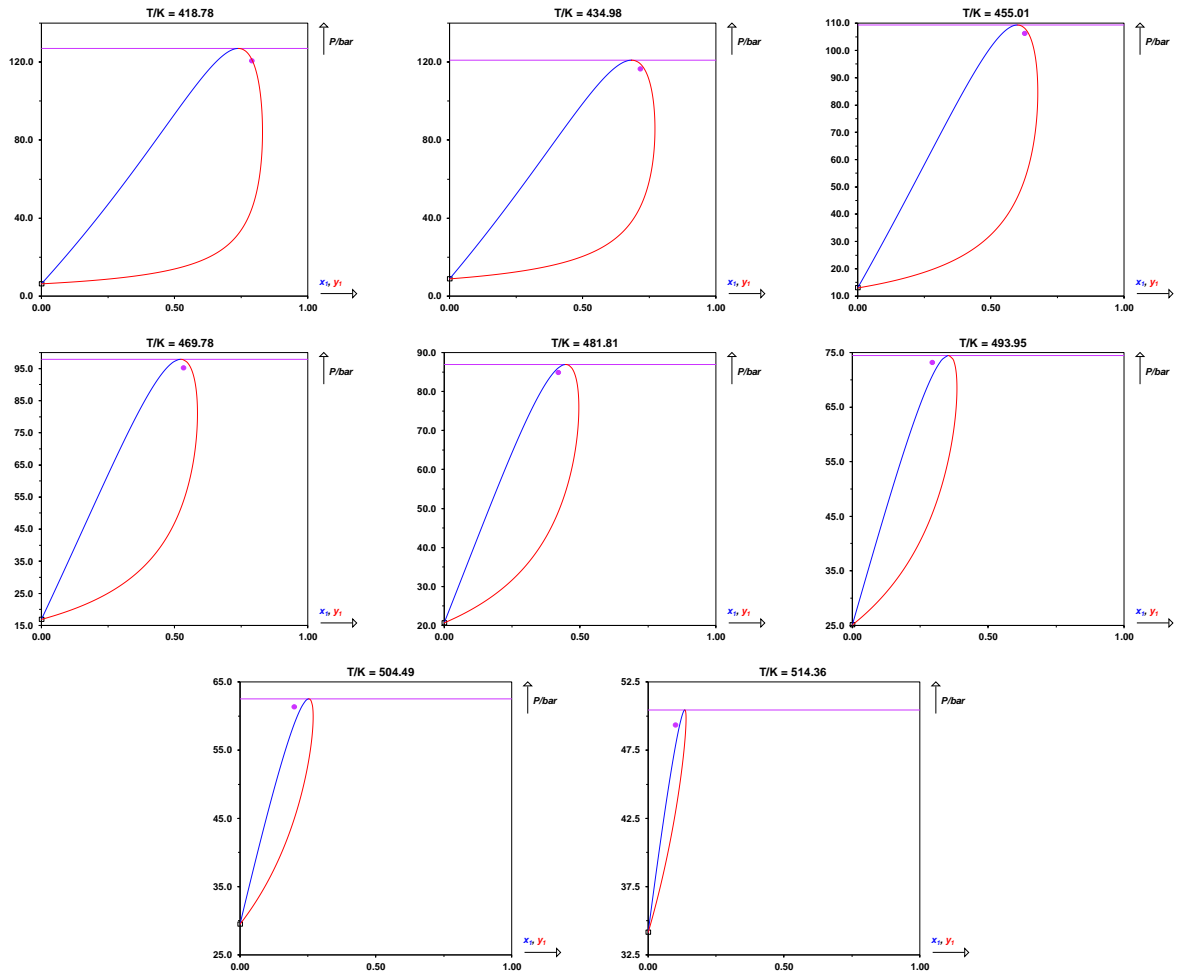 T/K = 418.78
P/bar
120.0
80.0
40.0
0.0
x₁, y₁
0.00 0.50 1.00
T/K = 434.98
P/bar
120.0
80.0
40.0
0.0
x₁, y₁
0.00 0.50 1.00
T/K = 455.01
110.0
P/bar
100.0
90.0
80.0
70.0
60.0
50.0
40.0
30.0
20.0
10.0
x₁, y₁
0.00 0.50 1.00
T/K = 469.78
95.0
P/bar
85.0
75.0
65.0
55.0
45.0
35.0
25.0
15.0
x₁, y₁
0.00 0.50 1.00
T/K = 481.81
90.0
P/bar
80.0
70.0
60.0
50.0
40.0
30.0
20.0
x₁, y₁
0.00 0.50 1.00
T/K = 493.95
75.0
P/bar
65.0
55.0
45.0
35.0
25.0
x₁, y₁
0.00 0.50 1.00
T/K = 504.49
65.0
P/bar
55.0
45.0
35.0
25.0
x₁, y₁
0.00 0.50 1.00
T/K = 514.36
52.5
P/bar
47.5
42.5
37.5
32.5
x₁, y₁
0.00 0.50 1.00